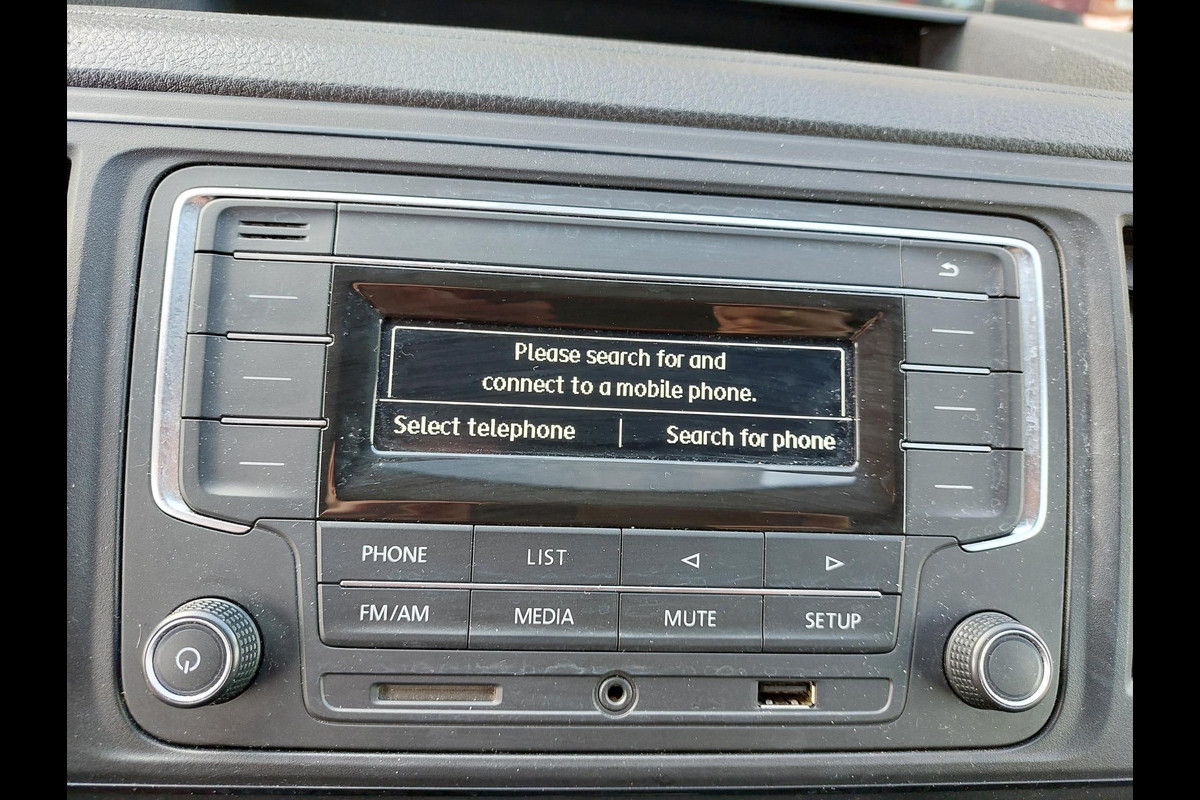 Please search for and
connect to a mobile phone.
Select telephone | Search for phone
PHONE LIST
FM/AM MEDIA MUTE SETUP